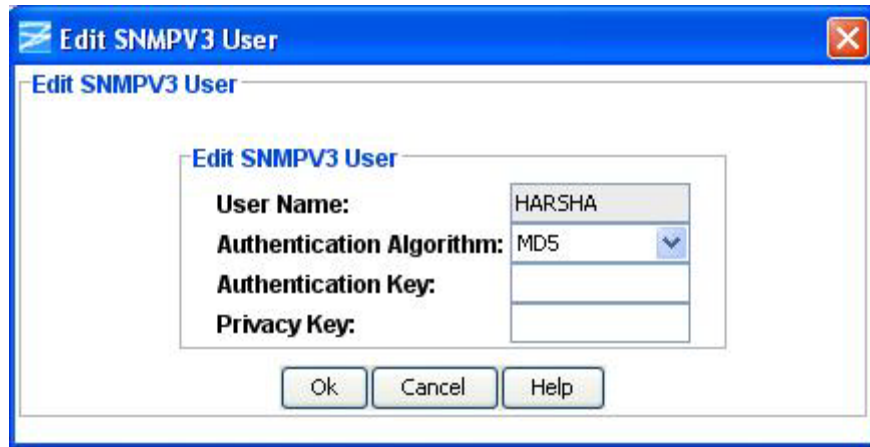 Edit SNMPV3 User
Edit SNMPV3 User
Edit SNMPV3 User
User Name: HARSHA
Authentication Algorithm: MD5
Authentication Key:
Privacy Key:
Ok Cancel Help